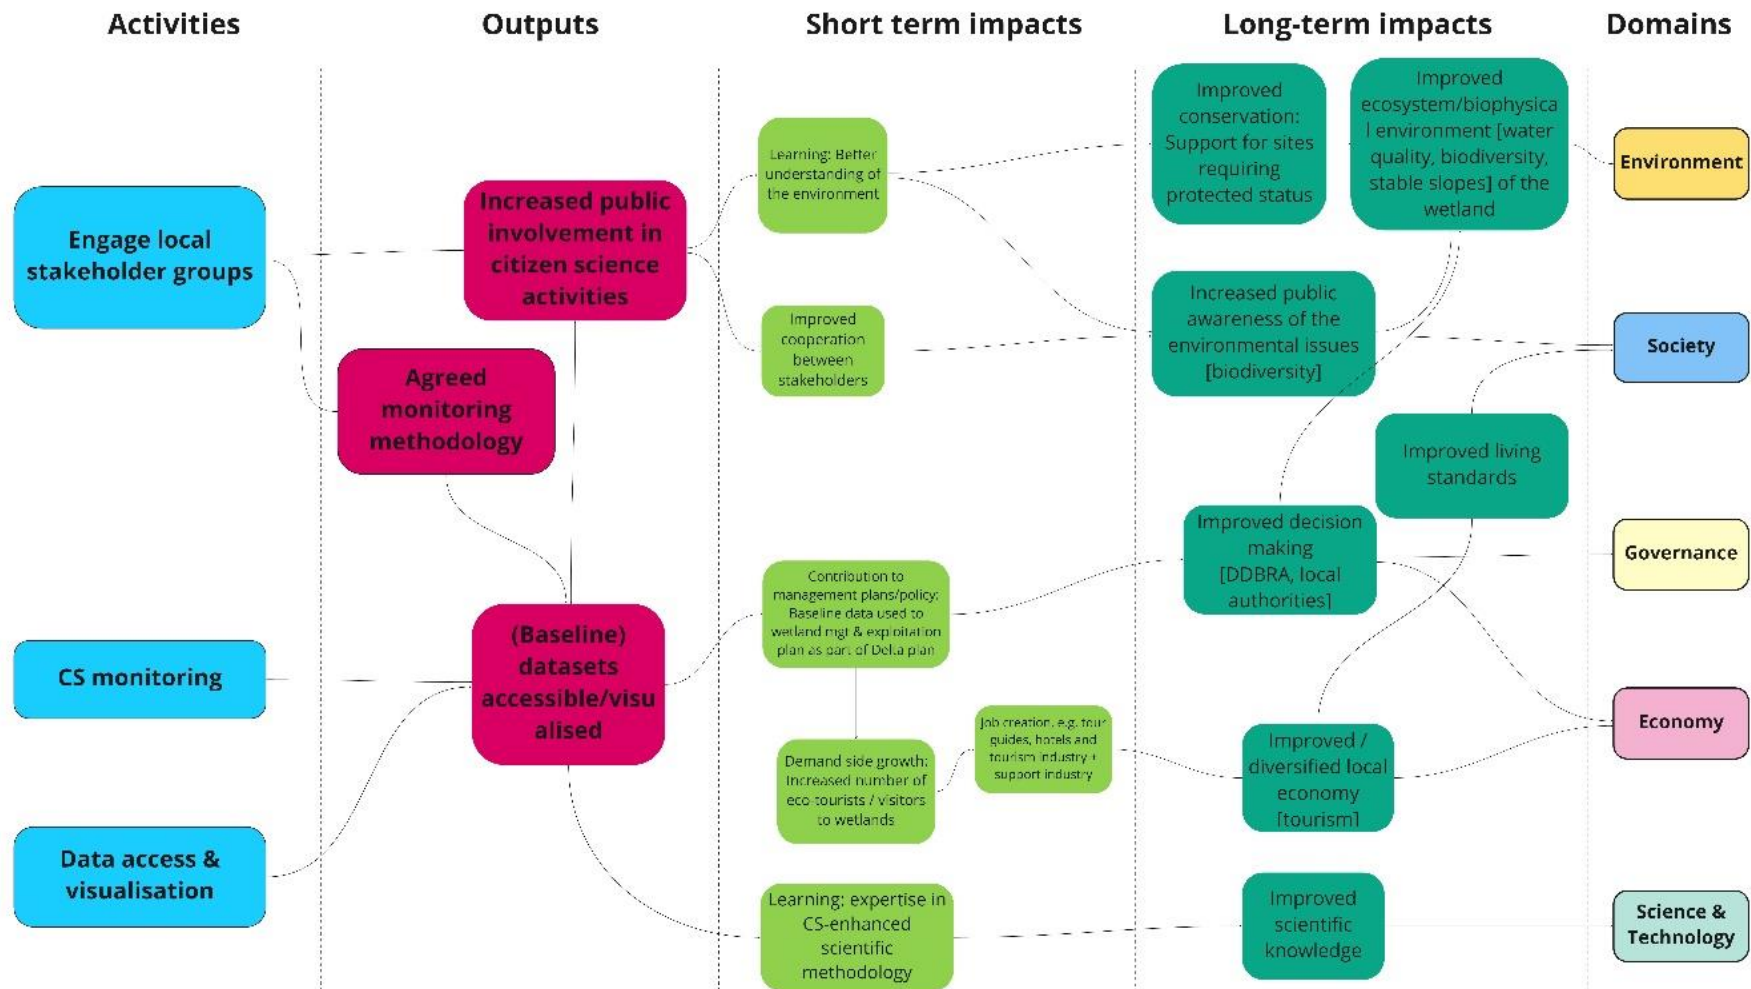 Activities
Outputs
Short term impacts
Long-term impacts
Domains
Engage local
stakeholder groups
CS monitoring
Data access &
visualisation
Increased public
involvement in
citizen science
activities
Agreed
monitoring
methodology
(Baseline)
datasets
accessible/visu
alised
Learning: Better
understanding of
the environment
Improved
cooperation
between
stakeholders
Contribution to
management plans/policy:
Baseline data used to
wetland mgt & exploitation
plan as part of Delta plan
Demand side growth:
Increased number of
eco-tourists / visitors
to wetlands
Job creation, e.g. tour
guides, hotels and
tourism industry +
support industry
Learning: expertise in
CS-enhanced
scientific
methodology
Improved
conservation:
Support for sites
requiring
protected status
Improved
ecosystem/biophysica
l environment [water
quality, biodiversity,
stable slopes] of the
wetland
Increased public
awareness of the
environmental issues
[biodiversity]
Improved living
standards
Improved decision
making
[DDBRA, local
authorities]
Improved /
diversified local
economy
[tourism]
Improved
scientific
knowledge
Environment
Society
Governance
Economy
Science &
Technology